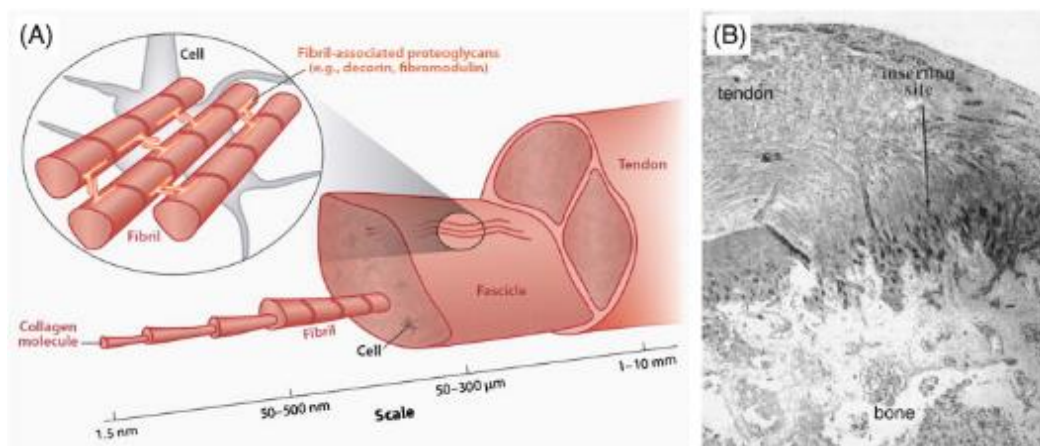 (A)
Cell
Fibril-associated proteoglycans
(e.g., decorin, fibromodulin)
Tendon
Fibril
Fascicle
Collagen
molecule
Fibril
Cell
1.5 nm
50–500 nm
Scale
50–300 µm
1–10 mm
(B)
tendon
inserting
site
bone